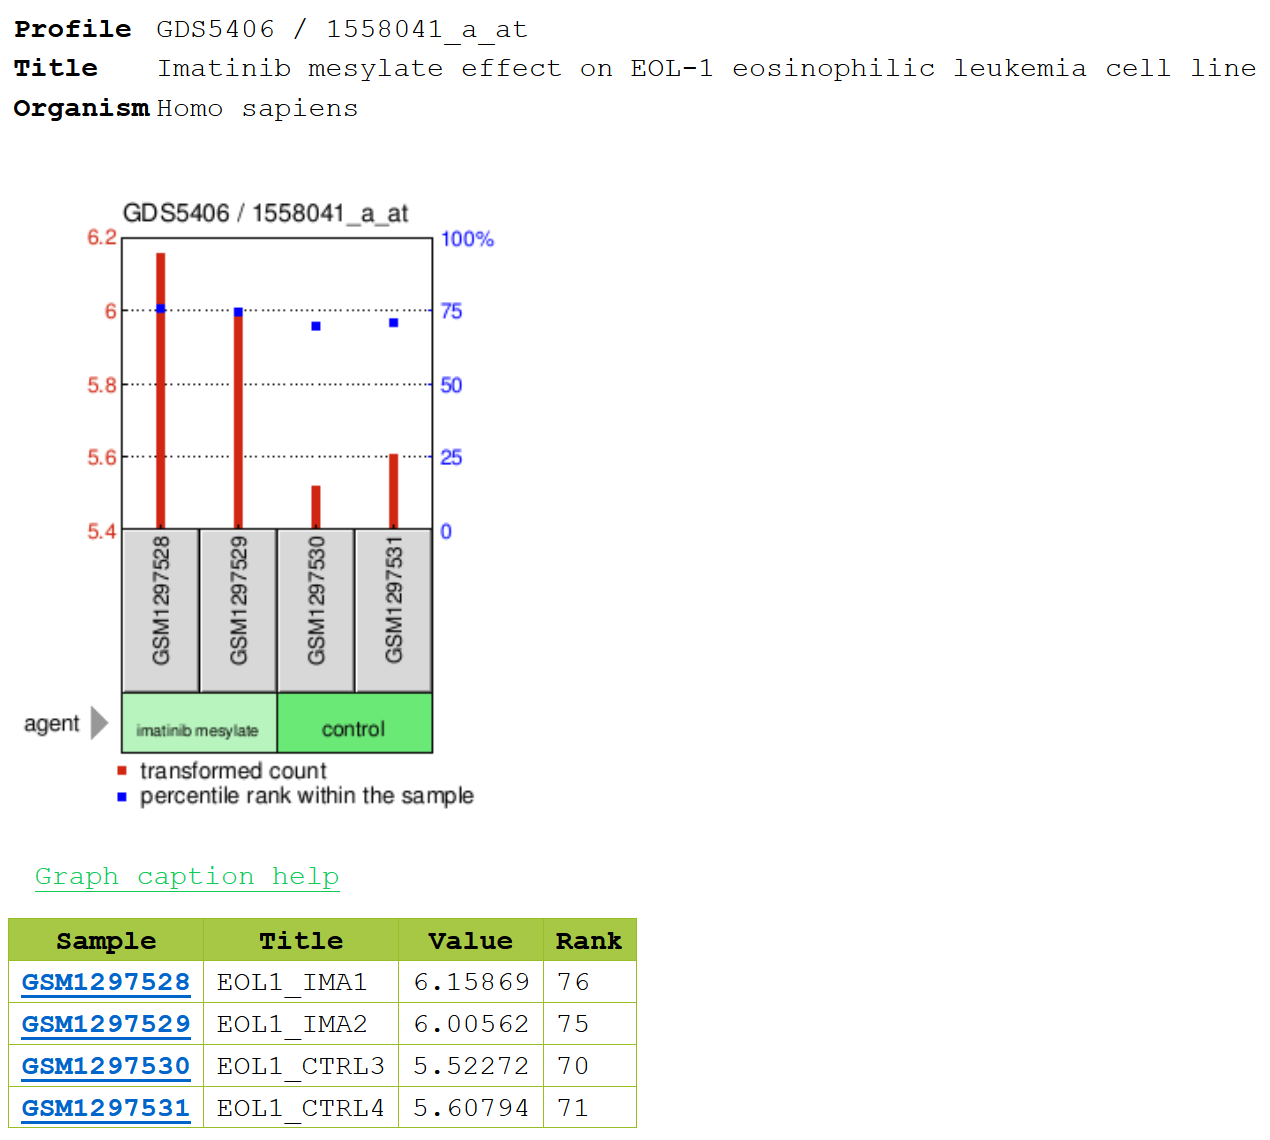 Profile GDS5406 / 1558041_a_at
Title Imatinib mesylate effect on EOL-1 eosinophilic leukemia cell line
Organism Homo sapiens
GDS5406 / 1558041_a_at
6.2 100%
6 75
5.8 50
5.6 25
5.4 0
GSM1297528 GSM1297529 GSM1297530 GSM1297531
agent imatinib mesylate control
transformed count
percentile rank within the sample
Graph caption help
Sample Title Value Rank
GSM1297528 EOL1_IMA1 6.15869 76
GSM1297529 EOL1_IMA2 6.00562 75
GSM1297530 EOL1_CTRL3 5.52272 70
GSM1297531 EOL1_CTRL4 5.60794 71